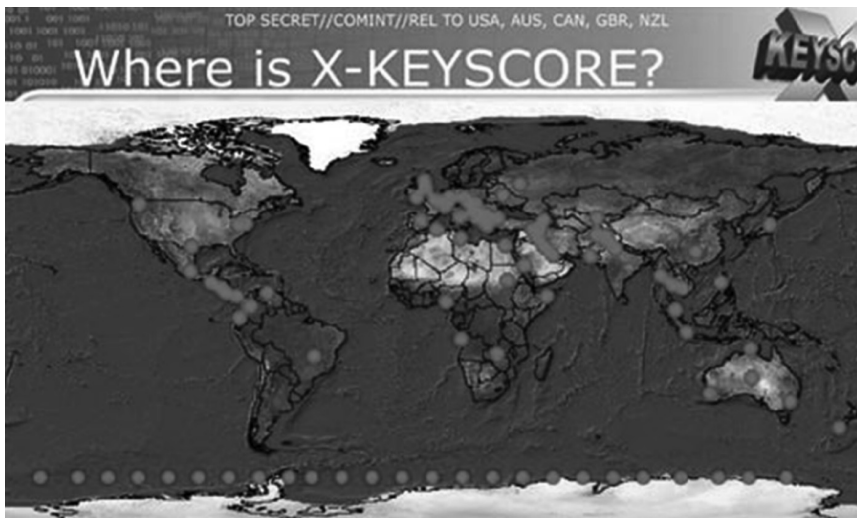 TOP SECRET//COMINT//REL TO USA, AUS, CAN, GBR, NZL
Where is X-KEYSCORE?
X
KEYSC